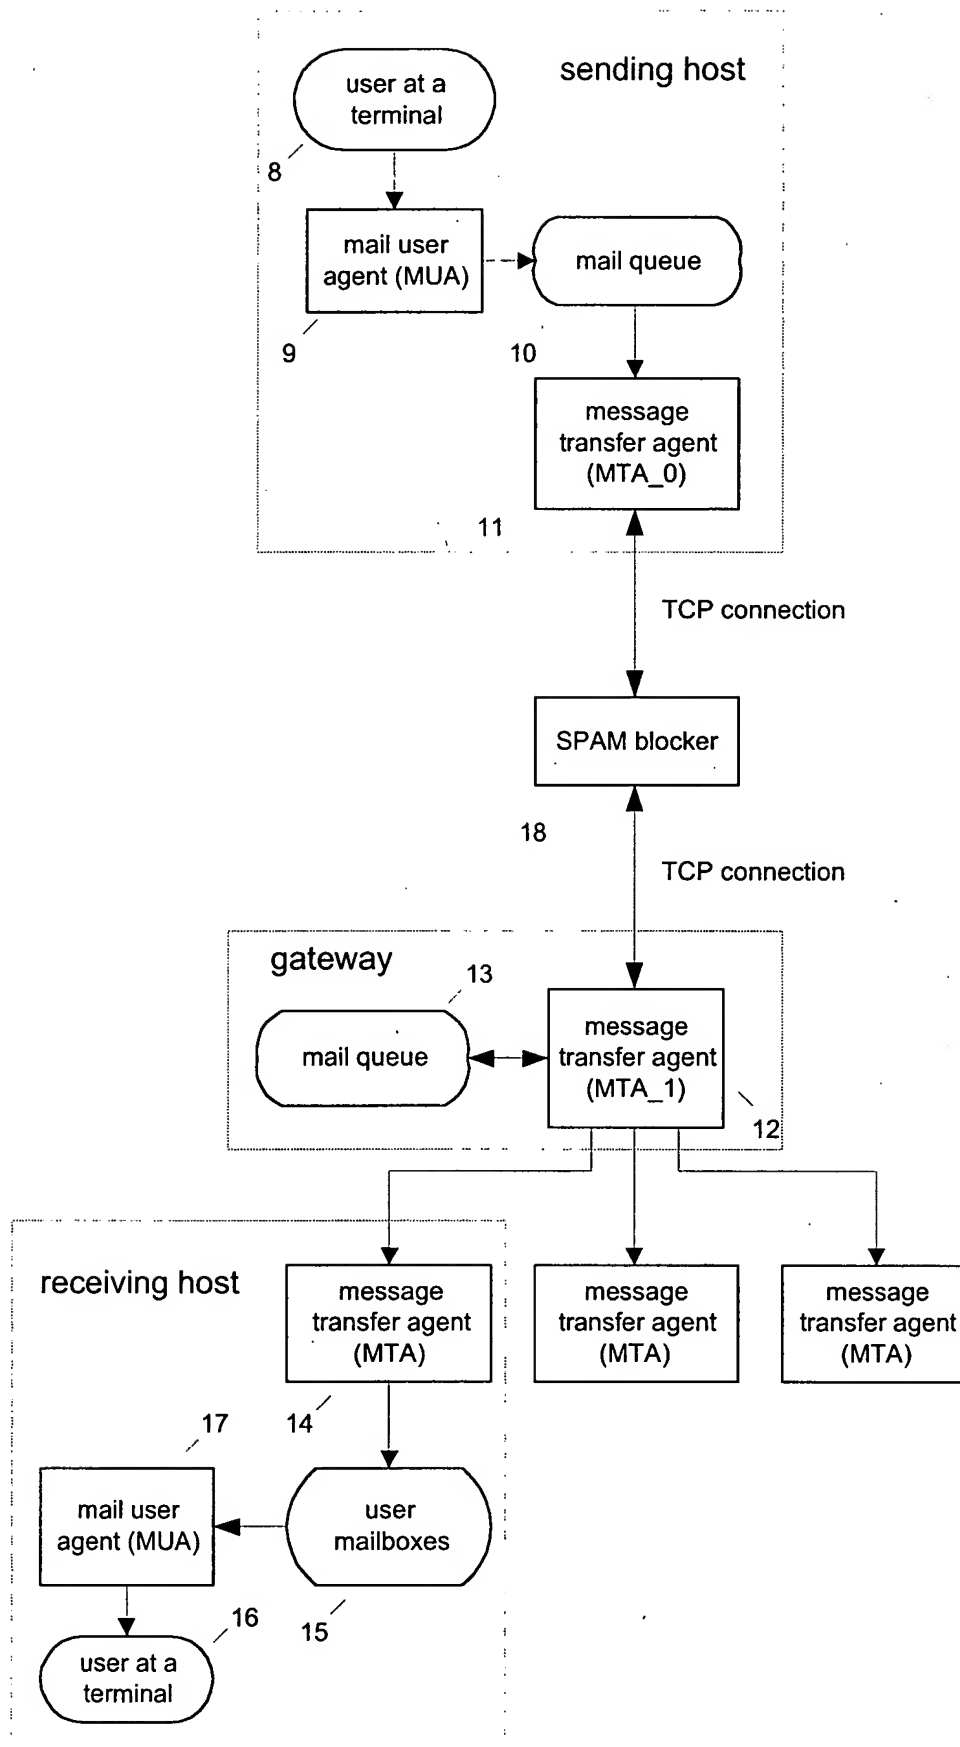 sending host
user at a
terminal
8
mail user
agent (MUA)
mail queue
9
10
message
transfer agent
(MTA_0)
11
TCP connection
SPAM blocker
18
TCP connection
gateway
13
mail queue
message
transfer agent
(MTA_1)
12
receiving host
message
transfer agent
(MTA)
message
transfer agent
(MTA)
message
transfer agent
(MTA)
14
17
mail user
agent (MUA)
user
mailboxes
16
15
user at a
terminal